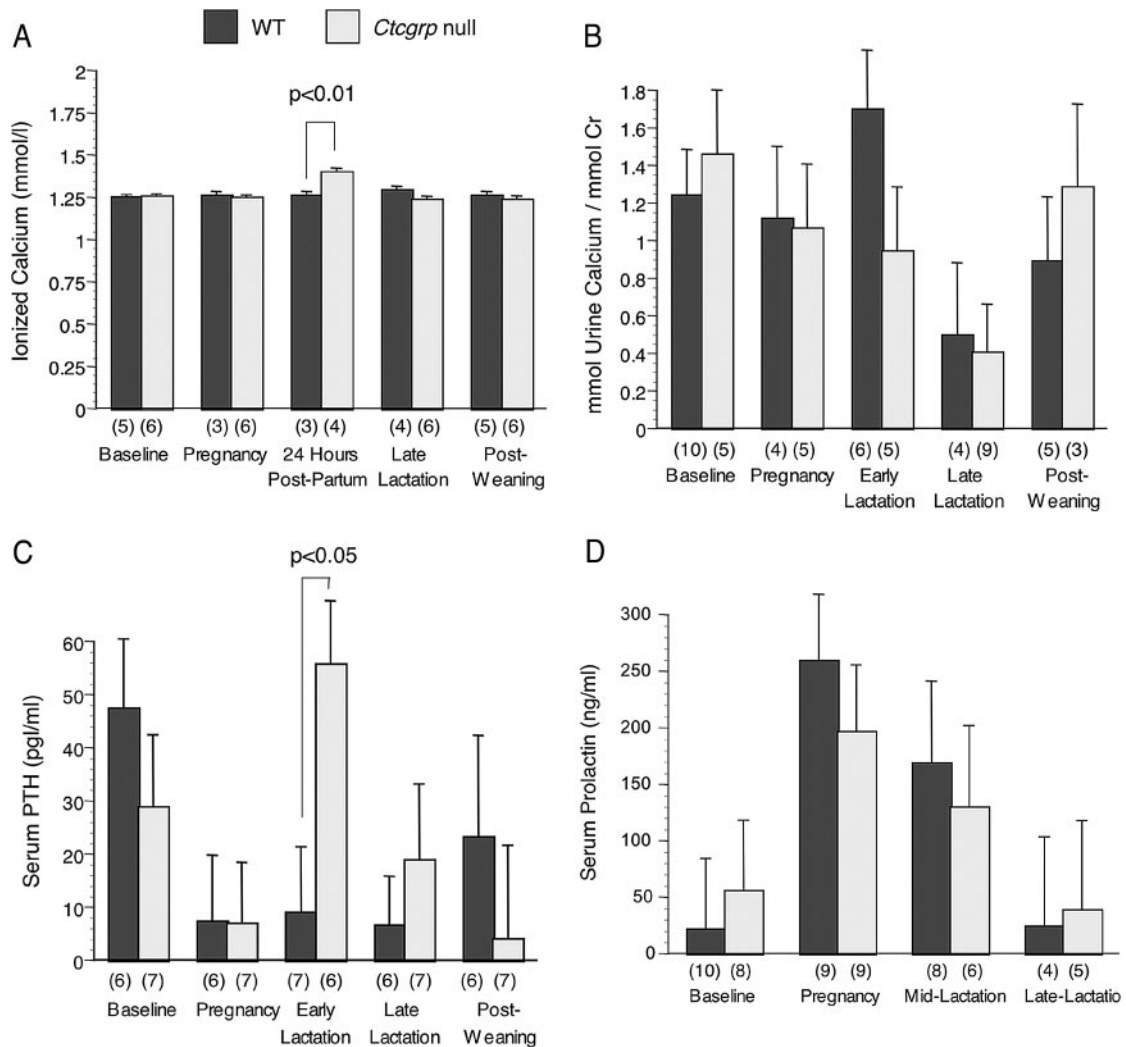 A
WT
Ctcgrp null
Ionized Calcium (mmol/l)
2
1.75
1.5
1.25
1
0.75
0.5
0.25
0
p<0.01
(5) (6) (3) (6) (3) (4) (4) (6) (5) (6)
Baseline Pregnancy 24 Hours Late Post-
Post-Partum Lactation Weaning
B
mmol Urine Calcium / mmol Cr
1.8
1.6
1.4
1.2
1.0
0.8
0.6
0.4
0.2
0
(10) (5) (4) (5) (6) (5) (4) (9) (5) (3)
Baseline Pregnancy Early Late Post-
Lactation Lactation Weaning
C
Serum PTH (pgl/ml)
60
50
40
30
20
10
0
p<0.05
(6) (7) (6) (7) (7) (6) (6) (7) (6) (7)
Baseline Pregnancy Early Late Post-
Lactation Lactation Weaning
D
Serum Prolactin (ng/ml)
300
250
200
150
100
50
0
(10) (8) (9) (9) (8) (6) (4) (5)
Baseline Pregnancy Mid-Lactation Late-Lactatio